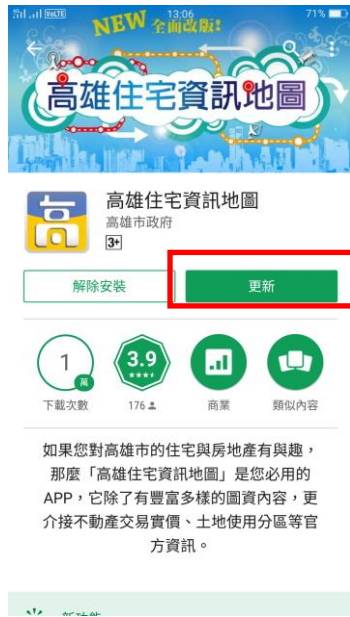 VoLTE 13:06 71%
NEW 全面改版!
高雄住宅資訊地圖
高
高雄住宅資訊地圖
高雄市政府
3+
解除安裝 更新
1 萬 3.9
下載次數 176 商業 類似內容
如果您對高雄市的住宅與房地產有興趣，
那麼「高雄住宅資訊地圖」是您必用的
APP，它除了有豐富多樣的圖資內容，更
介接不動產交易實價、土地使用分區等官
方資訊。
新功能